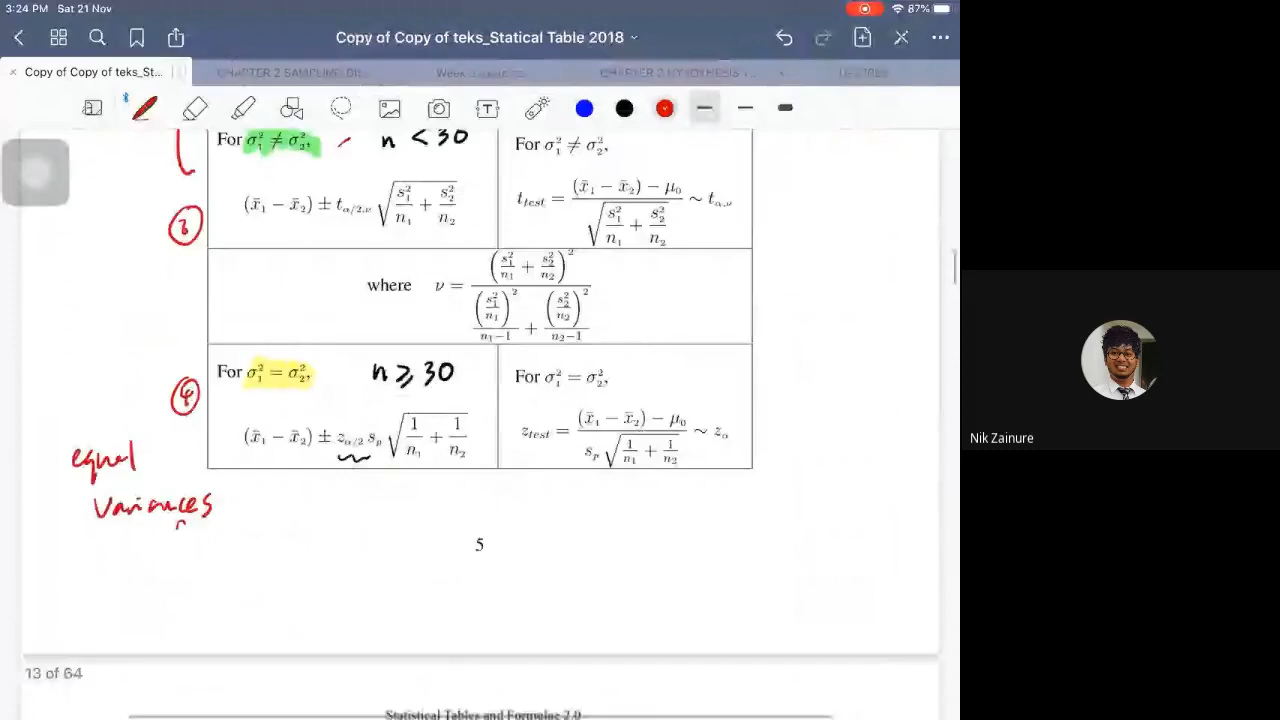 3:24 PM Sat 21 Nov
87%
Copy of Copy of teks_Statical Table 2018
Copy of Copy of teks_St...
For σ₁² ≠ σ₂², n < 30
For σ₁² ≠ σ₂²,
(x̄₁ − x̄₂) ± t_{α/2,ν} √(s₁²/n₁ + s₂²/n₂)
t_{test} = ((x̄₁ − x̄₂) − μ₀) / √(s₁²/n₁ + s₂²/n₂) ~ t_{α,ν}
where ν = (s₁²/n₁ + s₂²/n₂)² / ((s₁²/n₁)²/(n₁−1) + (s₂²/n₂)²/(n₂−1))
④
For σ₁² = σ₂², n ≥ 30
For σ₁² = σ₂²,
(x̄₁ − x̄₂) ± z_{α/2} s_p √(1/n₁ + 1/n₂)
z_{test} = ((x̄₁ − x̄₂) − μ₀) / (s_p √(1/n₁ + 1/n₂)) ~ z_α
equal
variances
5
13 of 64
Statistical Tables and Formulae 2.0
Nik Zainure